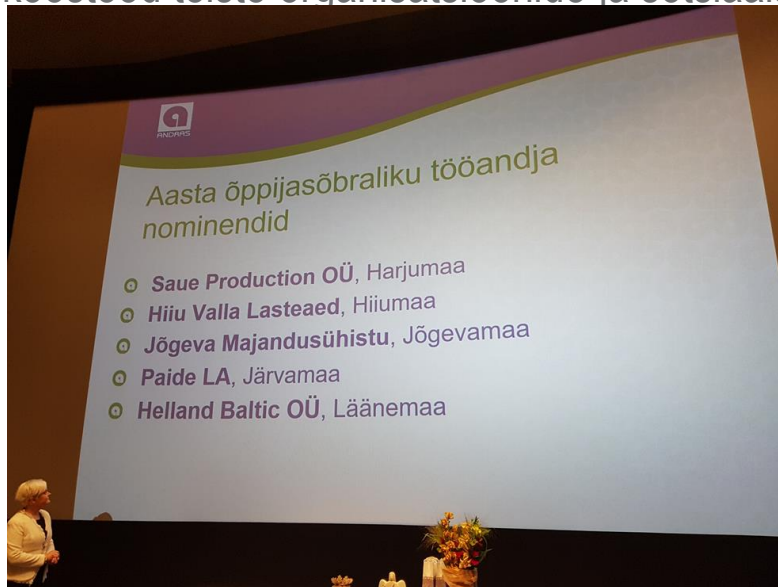 ANDRAS
Aasta õppijasõbraliku tööandja
nominendid
Saue Production OÜ, Harjumaa
Hiiu Valla Lasteaed, Hiiumaa
Jõgeva Majandusühistu, Jõgevamaa
Paide LA, Järvamaa
Helland Baltic OÜ, Läänemaa